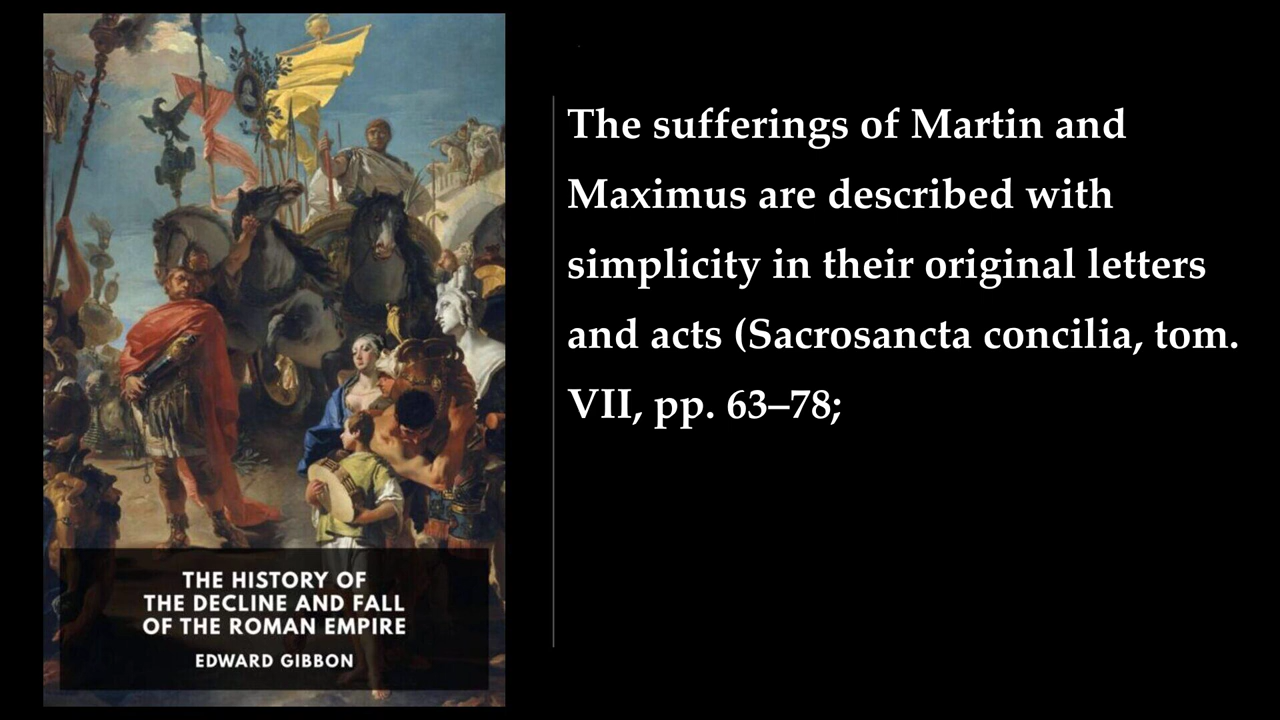 The sufferings of Martin and
Maximus are described with
simplicity in their original letters
and acts (Sacrosancta concilia, tom.
VII, pp. 63–78;
THE HISTORY OF
THE DECLINE AND FALL
OF THE ROMAN EMPIRE
EDWARD GIBBON